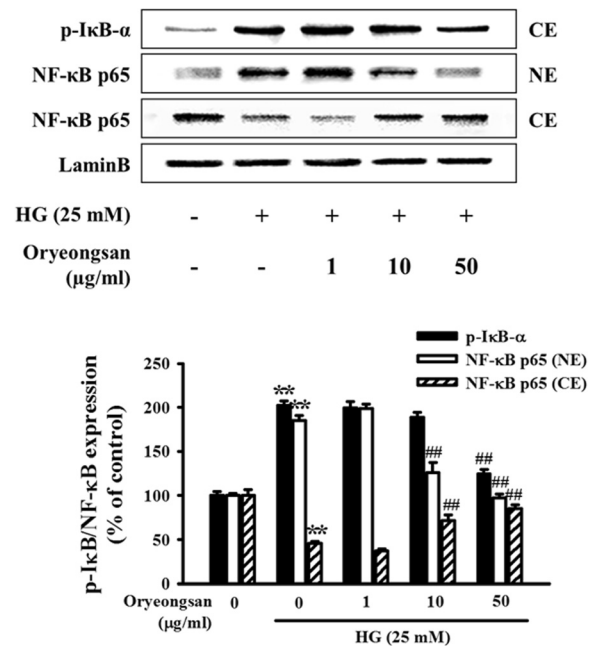 p-IκB-α CE
NF-κB p65 NE
NF-κB p65 CE
LaminB
HG (25 mM) - + + + +
Oryeongsan
(µg/ml) - - 1 10 50
p-IκB-α
NF-κB p65 (NE)
NF-κB p65 (CE)
p-IκB/NF-κB expression
(% of control)
250
200
150
100
50
0
** ** **
## ##
## ## ##
Oryeongsan 0 0 1 10 50
(µg/ml)
HG (25 mM)